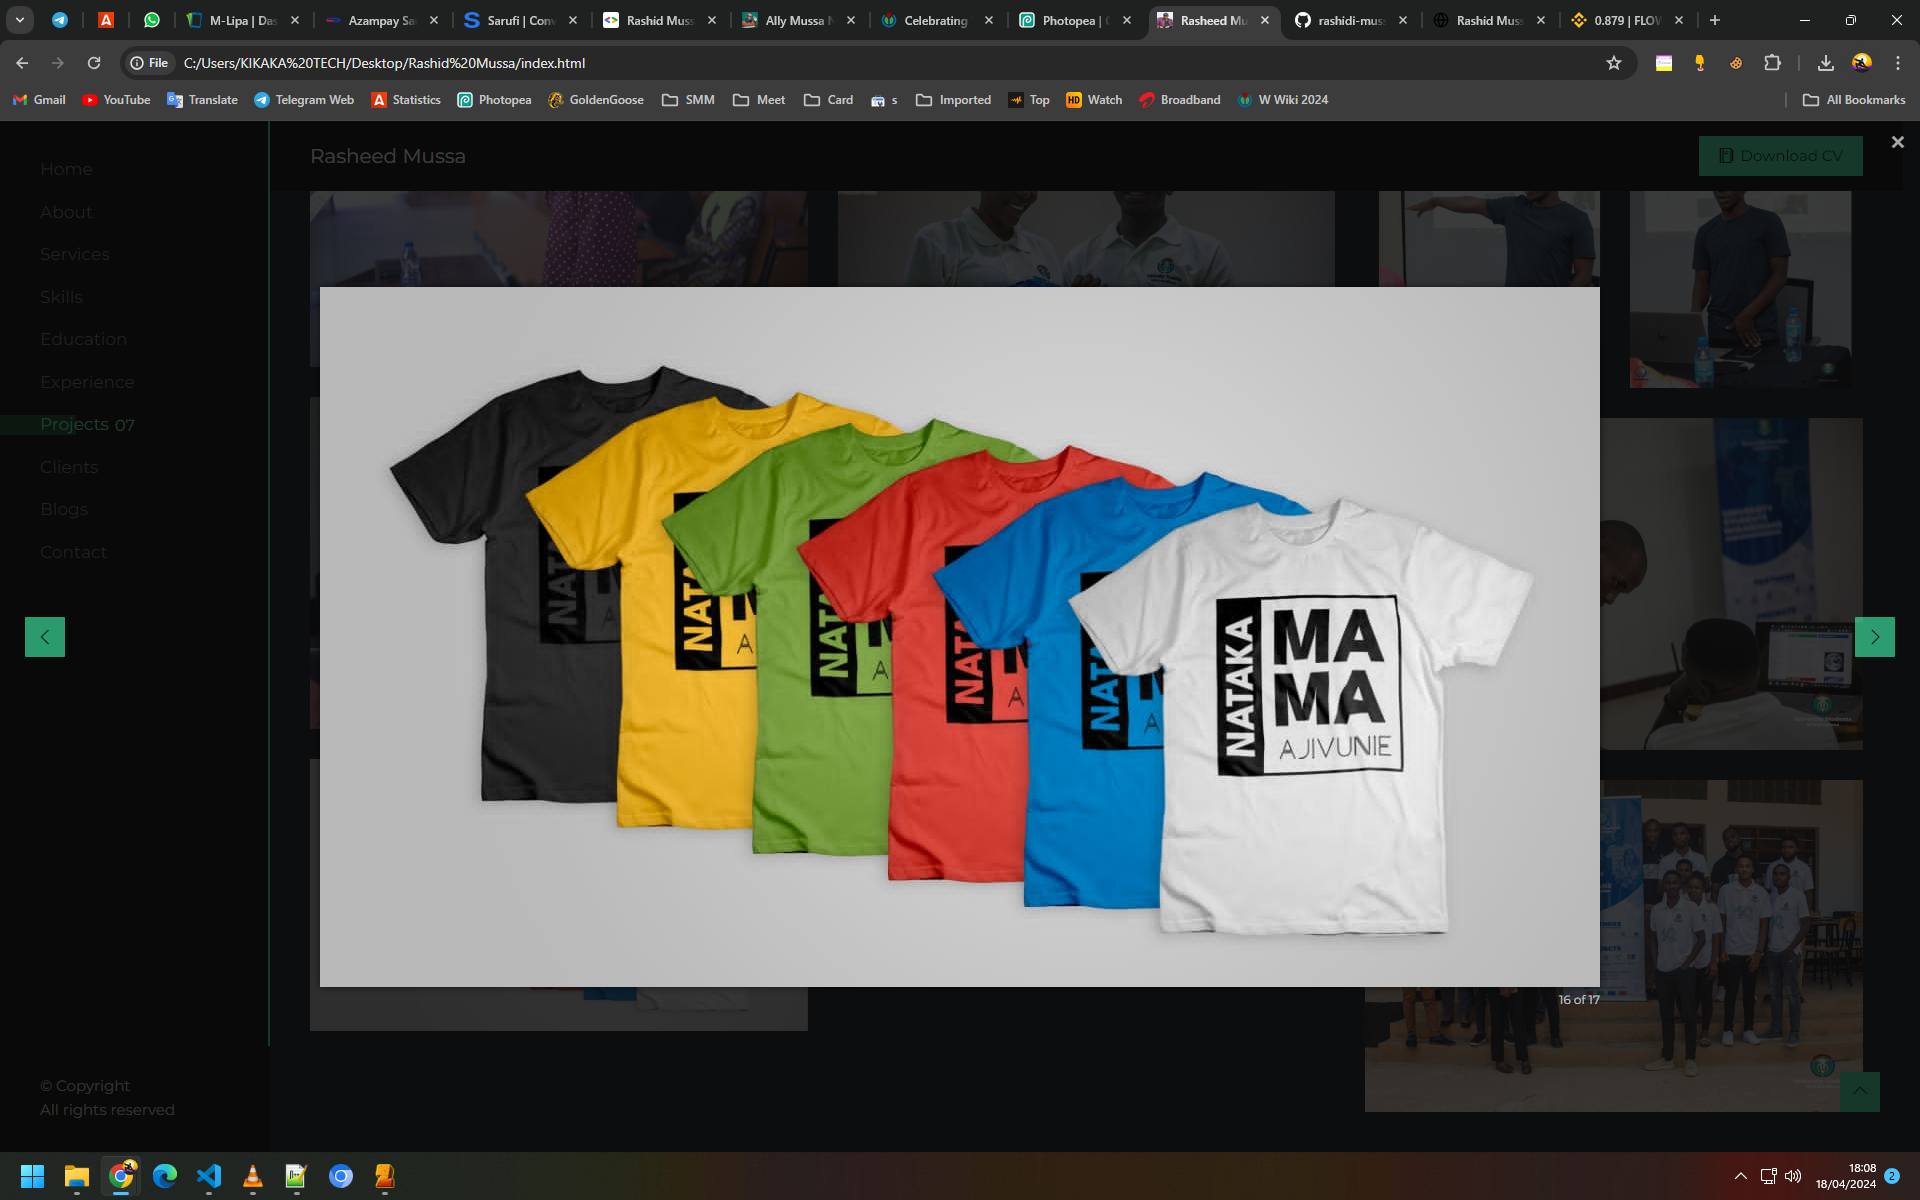 M-Lipa | Das
Azampay Sa
Sarufi | Conv
Rashid Muss
Ally Mussa N
Celebrating
Photopea |
Rasheed Mu
rashidi-muss
Rashid Muss
0.879 | FLOW
File
C:/Users/KIKAKA%20TECH/Desktop/Rashid%20Mussa/index.html
Gmail
YouTube
Translate
Telegram Web
Statistics
Photopea
GoldenGoose
SMM
Meet
Card
s
Imported
Top
Watch
Broadband
W Wiki 2024
All Bookmarks
Rasheed Mussa
Download CV
Home
About
Services
Skills
Education
Experience
Projects 07
Clients
Blogs
Contact
NATAKA
MA
MA
AJIVUNIE
16 of 17
© Copyright
All rights reserved
18:08
18/04/2024
2